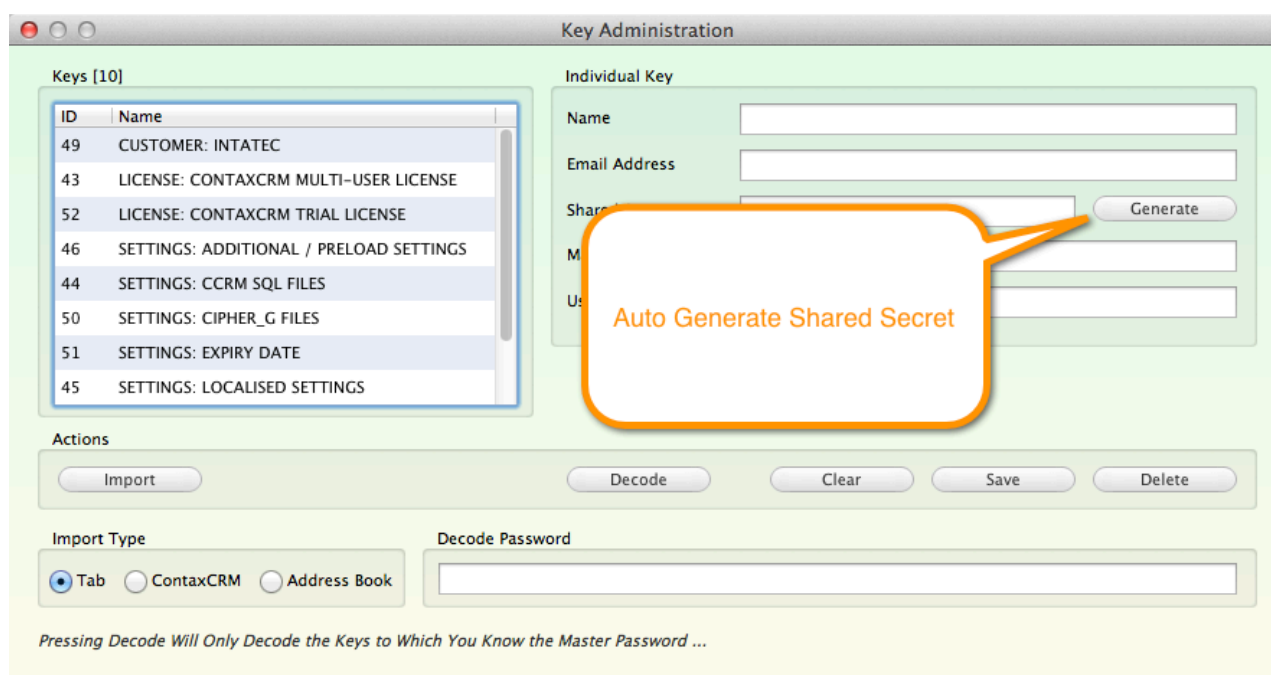 Key Administration
Keys [10]
ID Name
49 CUSTOMER: INTATEC
43 LICENSE: CONTAXCRM MULTI-USER LICENSE
52 LICENSE: CONTAXCRM TRIAL LICENSE
46 SETTINGS: ADDITIONAL / PRELOAD SETTINGS
44 SETTINGS: CCRM SQL FILES
50 SETTINGS: CIPHER_G FILES
51 SETTINGS: EXPIRY DATE
45 SETTINGS: LOCALISED SETTINGS
Individual Key
Name
Email Address
Generate
Auto Generate Shared Secret
Actions
Import Decode Clear Save Delete
Import Type
Tab ContaxCRM Address Book
Decode Password
Pressing Decode Will Only Decode the Keys to Which You Know the Master Password ...